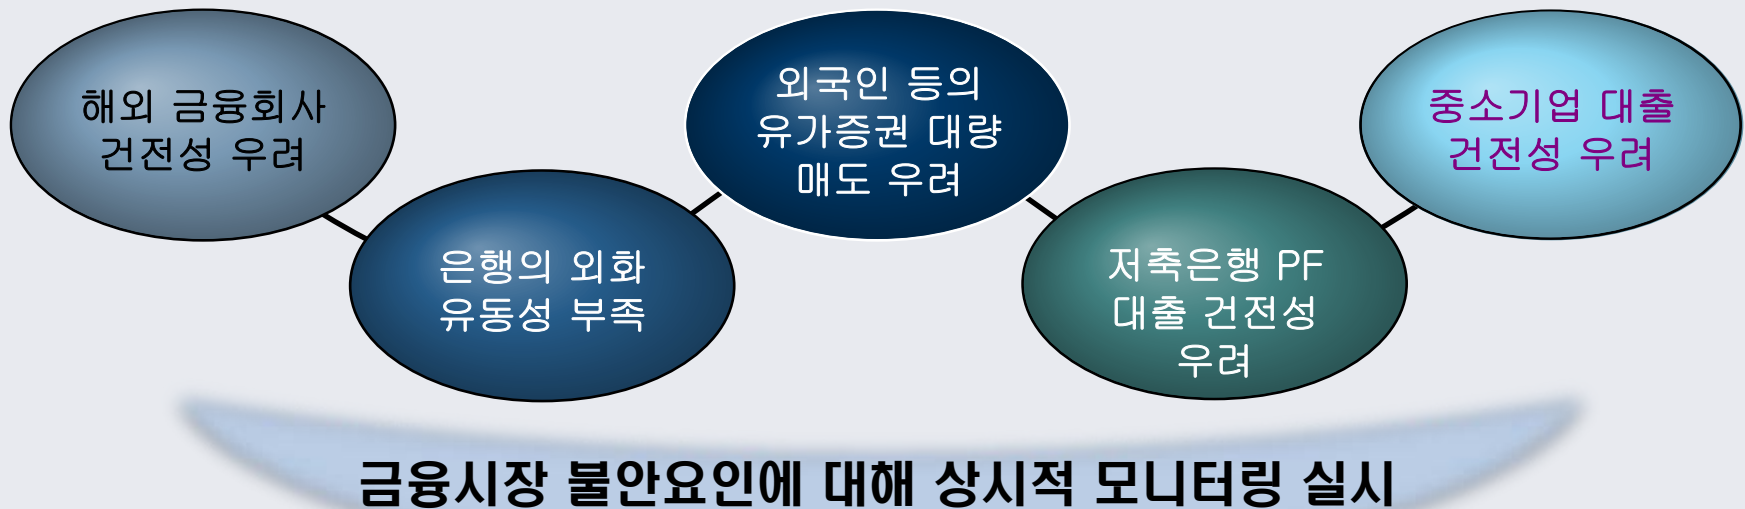 해외 금융회사
건전성 우려
은행의 외화
유동성 부족
외국인 등의
유가증권 대량
매도 우려
저축은행 PF
대출 건전성
우려
중소기업 대출
건전성 우려
금융시장 불안요인에 대해 상시적 모니터링 실시